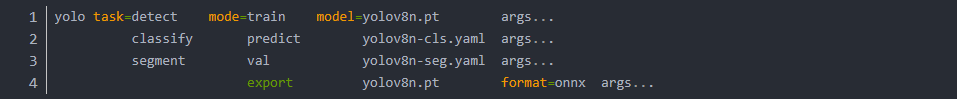 1 yolo task=detect    mode=train    model=yolov8n.pt        args...
2           classify       predict        yolov8n-cls.yaml  args...
3           segment        val            yolov8n-seg.yaml  args...
4                          export         yolov8n.pt        format=onnx  args...